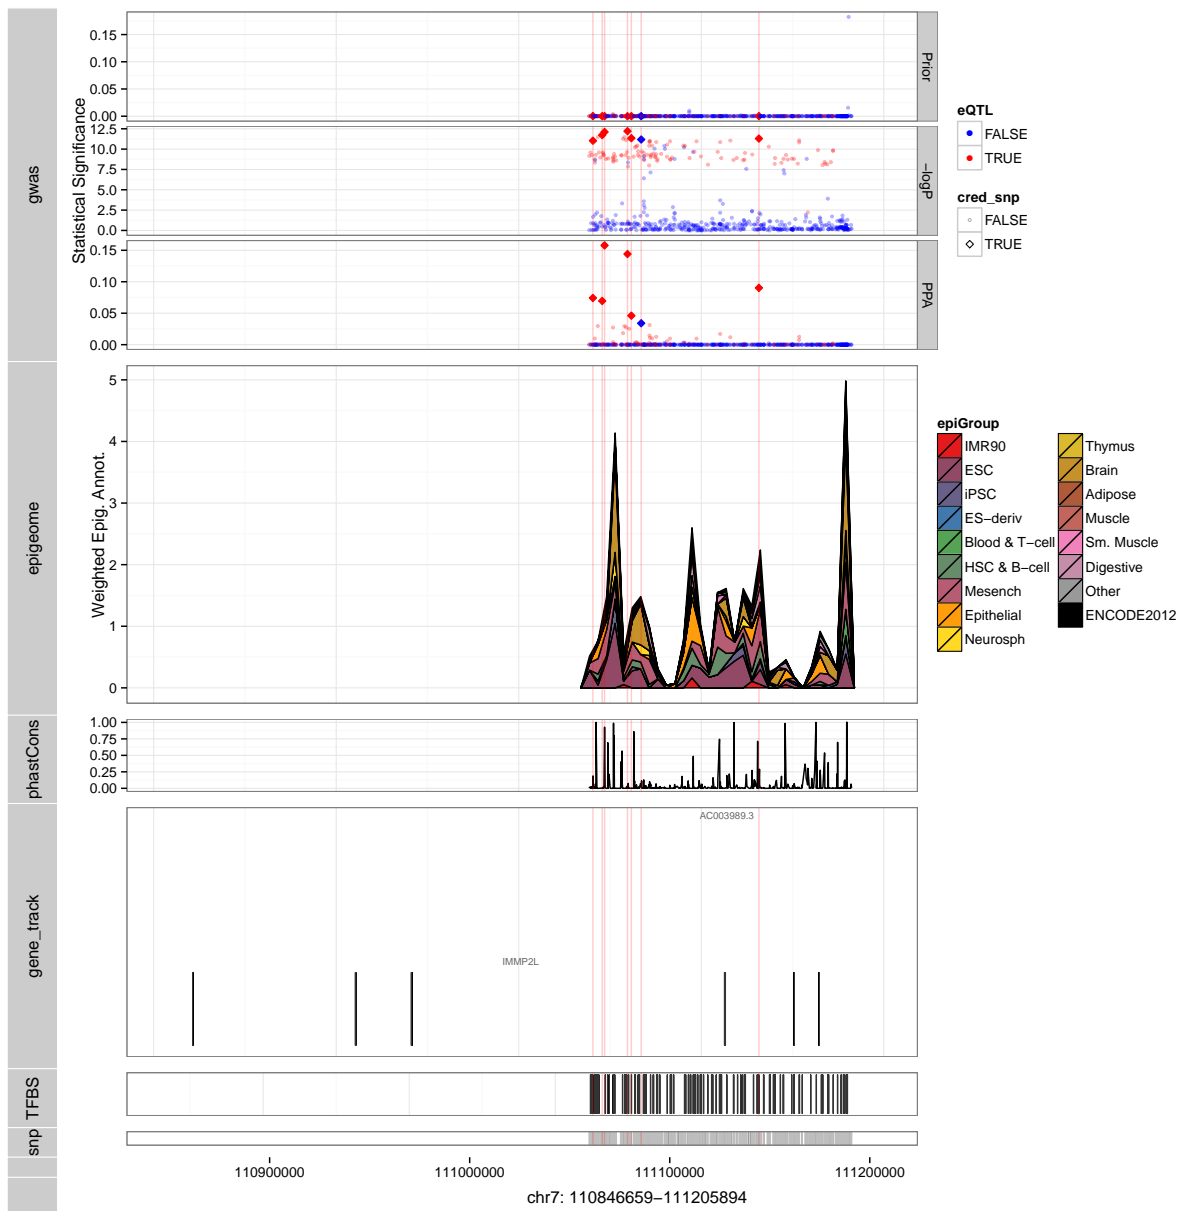 gwas
Statistical Significance
0.15
0.10
0.05
0.00
Prior
12.5
10.0
7.5
5.0
2.5
0.0
−logP
0.15
0.10
0.05
0.00
PPA
eQTL
FALSE
TRUE
cred_snp
FALSE
TRUE
epigeome
Weighted Epig. Annot.
5
4
3
2
1
0
epiGroup
IMR90
ESC
iPSC
ES−deriv
Blood & T−cell
HSC & B−cell
Mesench
Epithelial
Neurosph
Thymus
Brain
Adipose
Muscle
Sm. Muscle
Digestive
Other
ENCODE2012
phastCons
1.00
0.75
0.50
0.25
0.00
gene_track
AC003989.3
IMMP2L
TFBS
snp
110900000
111000000
111100000
111200000
chr7: 110846659−111205894